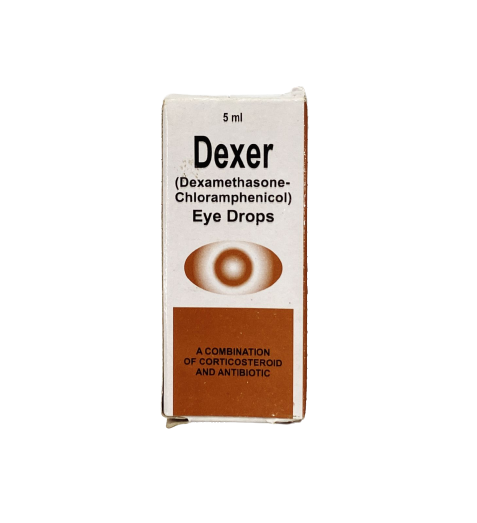 5 ml
Dexer
(Dexamethasone-
Chloramphenicol)
Eye Drops
A COMBINATION
OF CORTICOSTEROID
AND ANTIBIOTIC